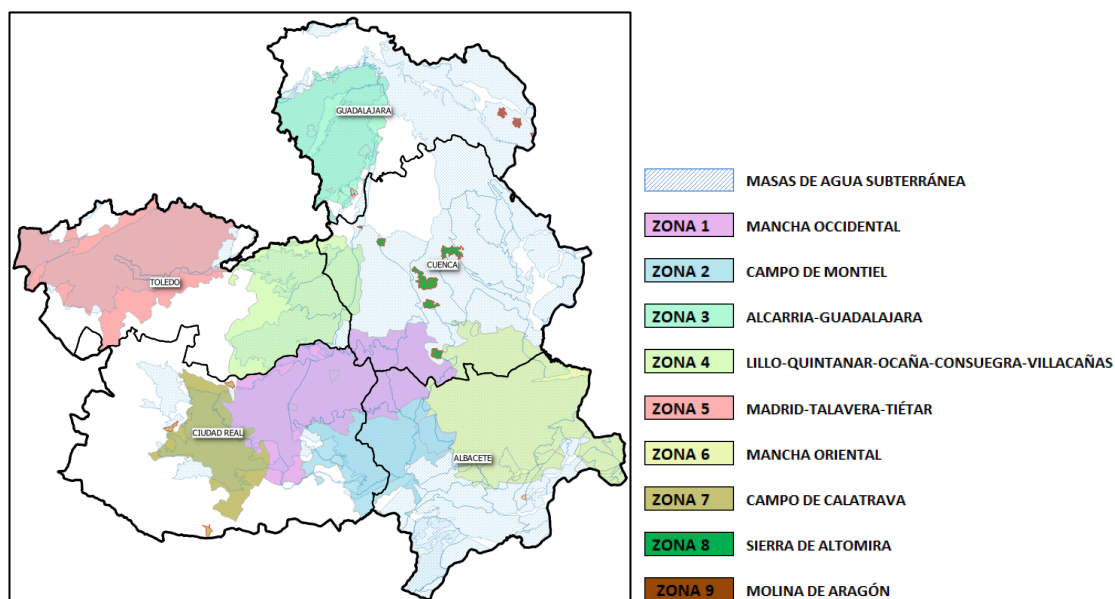 GUADALAJARA
TOLEDO
CUENCA
CIUDAD REAL
ALBACETE
MASAS DE AGUA SUBTERRÁNEA
ZONA 1 MANCHA OCCIDENTAL
ZONA 2 CAMPO DE MONTIEL
ZONA 3 ALCARRIA-GUADALAJARA
ZONA 4 LILLO-QUINTANAR-OCAÑA-CONSUEGRA-VILLACAÑAS
ZONA 5 MADRID-TALAVERA-TIÉTAR
ZONA 6 MANCHA ORIENTAL
ZONA 7 CAMPO DE CALATRAVA
ZONA 8 SIERRA DE ALTOMIRA
ZONA 9 MOLINA DE ARAGÓN